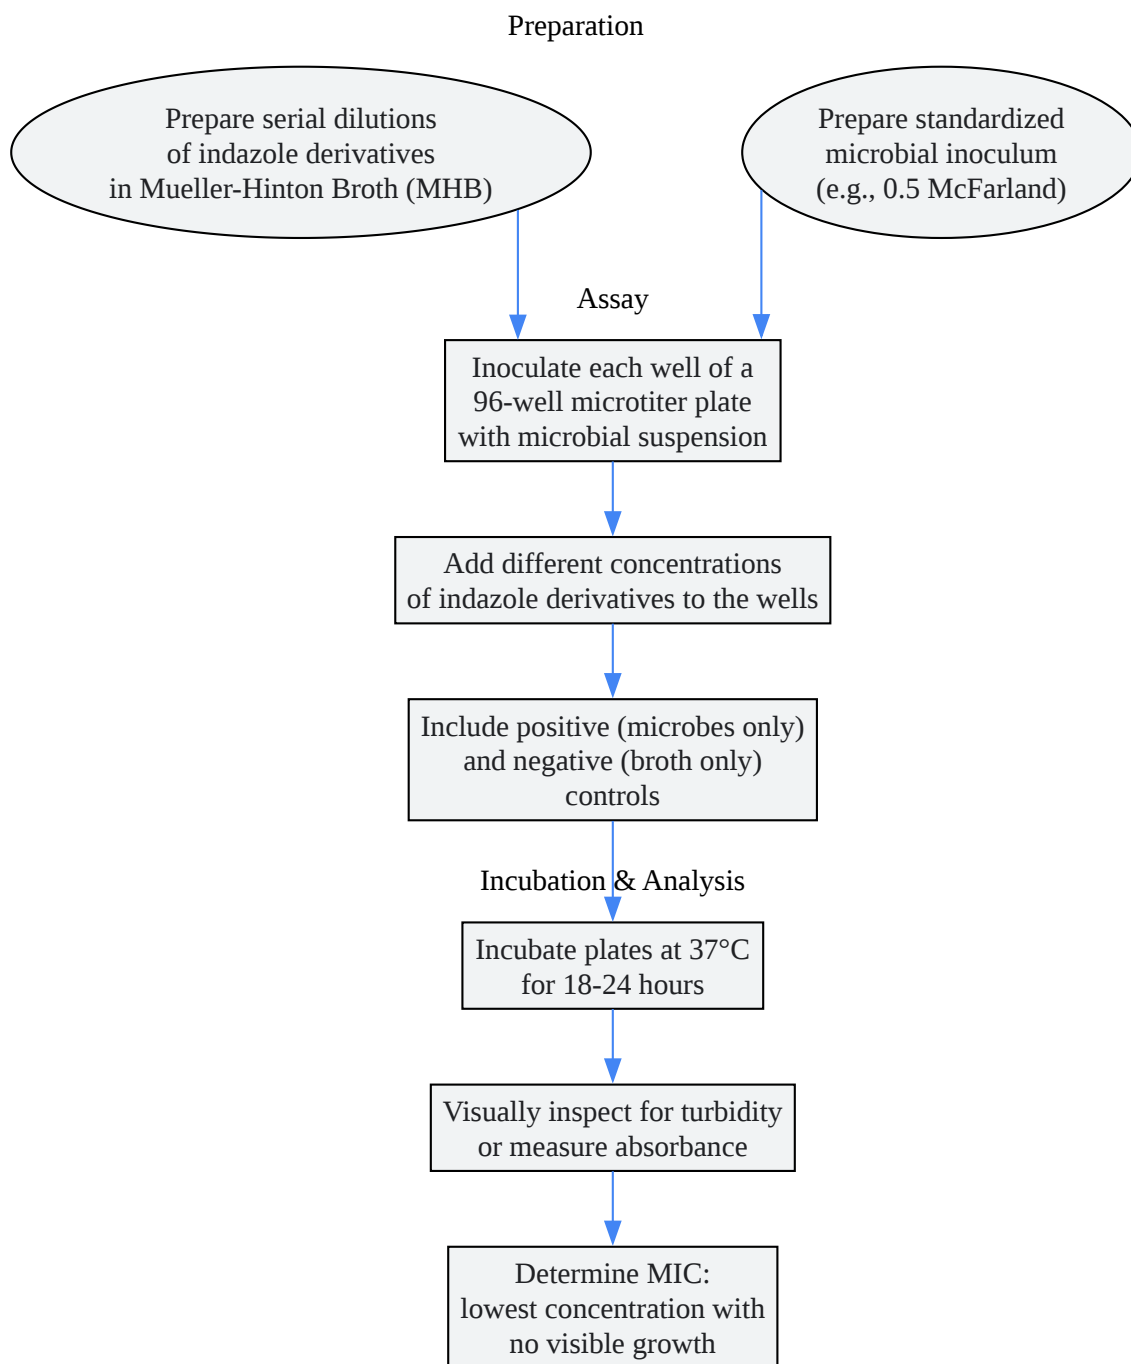 Preparation
Prepare serial dilutions
of indazole derivatives
in Mueller-Hinton Broth (MHB)
Prepare standardized
microbial inoculum
(e.g., 0.5 McFarland)
Assay
Inoculate each well of a
96-well microtiter plate
with microbial suspension
Add different concentrations
of indazole derivatives to the wells
Include positive (microbes only)
and negative (broth only)
controls
Incubation & Analysis
Incubate plates at 37°C
for 18-24 hours
Visually inspect for turbidity
or measure absorbance
Determine MIC:
lowest concentration with
no visible growth